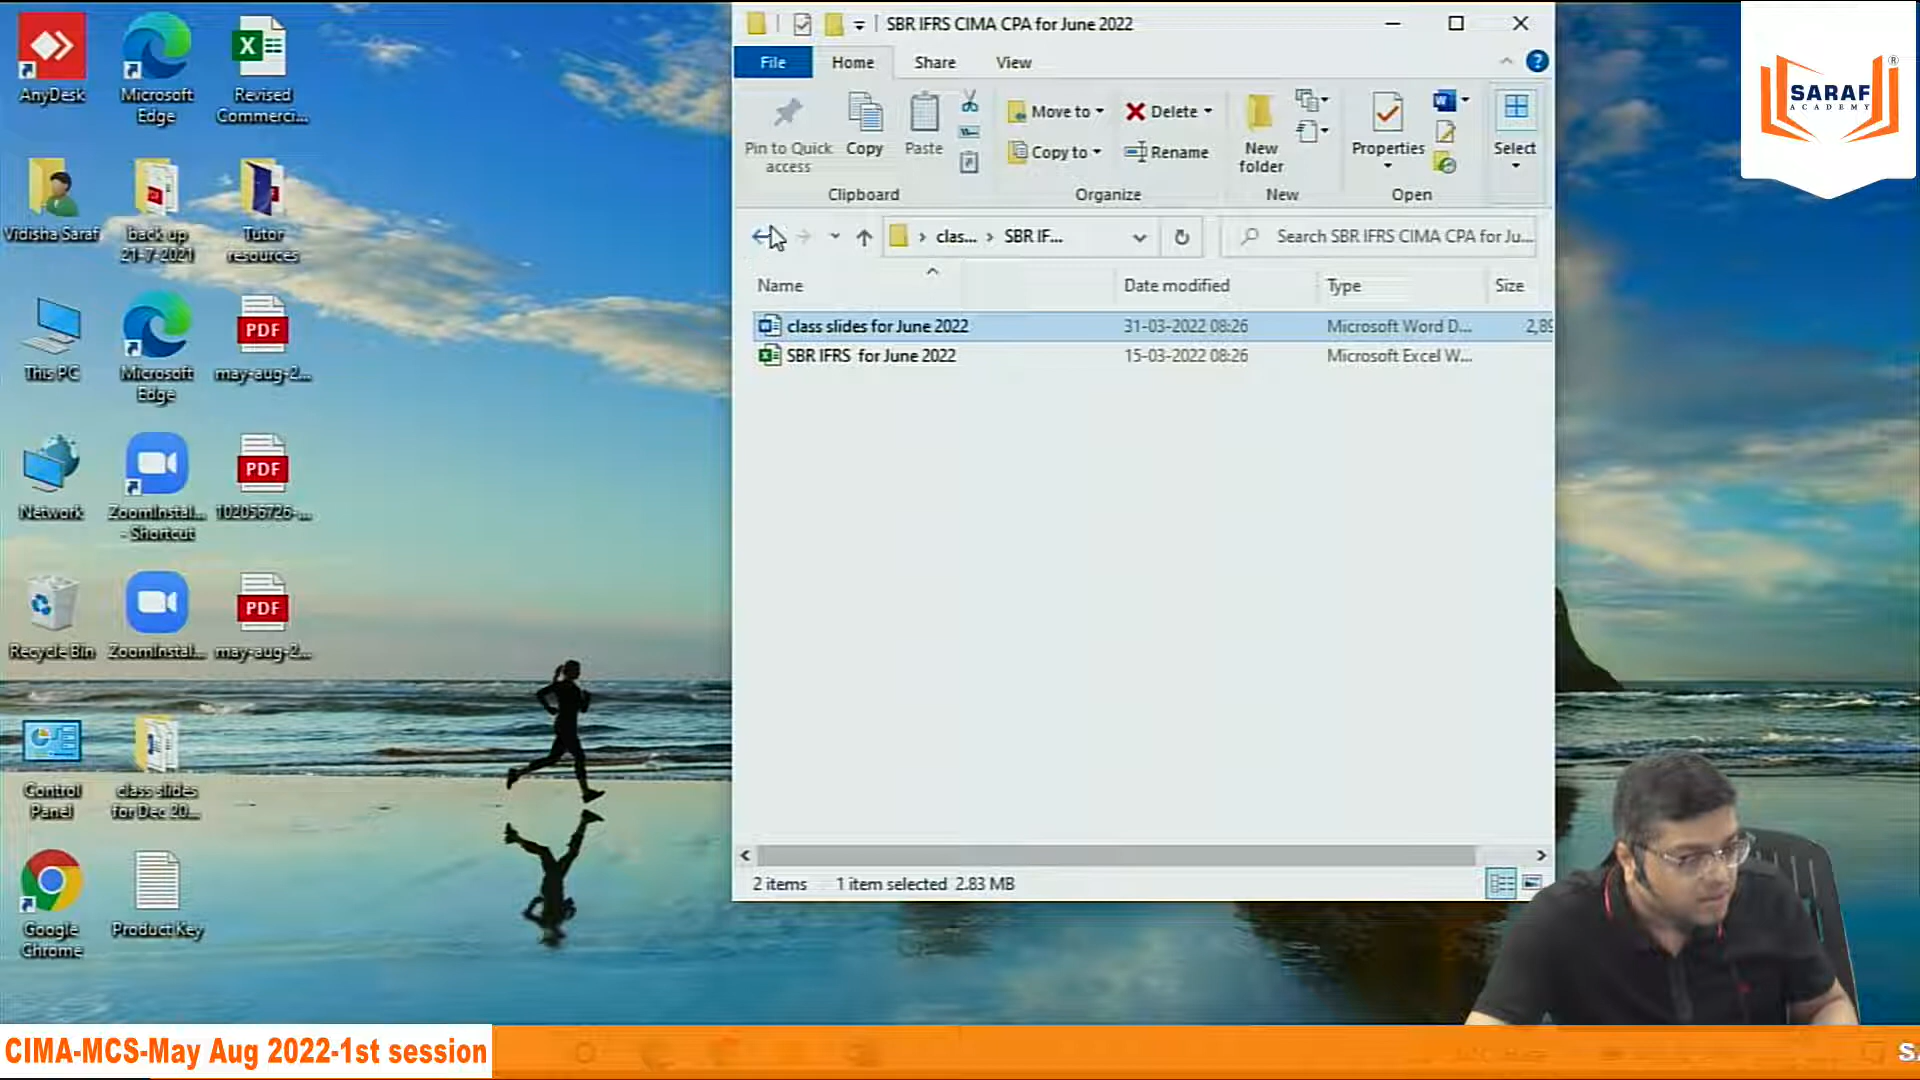 AnyDesk
Microsoft
Edge
Revised
Commerci...
Vidisha Saraf
back up
21-7-2021
Tutor
resources
This PC
Microsoft
Edge
may-aug-2...
Network
ZoomInstal...
- Shortcut
102056726-...
Recycle Bin
ZoomInstal...
may-aug-2...
Control
Panel
class slides
for Dec 20...
Google
Chrome
Product Key
PDF
PDF
PDF
SBR IFRS CIMA CPA for June 2022
File
Home
Share
View
Pin to Quick
access
Copy
Paste
Move to
Copy to
Delete
Rename
New
folder
Properties
Select
Clipboard
Organize
New
Open
clas...
SBR IF...
Search SBR IFRS CIMA CPA for Ju...
Name
Date modified
Type
Size
class slides for June 2022 31-03-2022 08:26 Microsoft Word D... 2,89
SBR IFRS for June 2022 15-03-2022 08:26 Microsoft Excel W...
2 items 1 item selected 2.83 MB
SARAF
ACADEMY
®
CIMA-MCS-May Aug 2022-1st session
S.